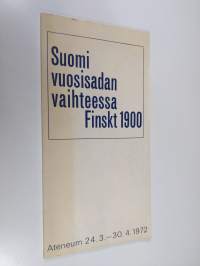 Suomi
vuosisadan
vaihteessa
Finskt 1900
Ateneum 24.3.–30.4.1972